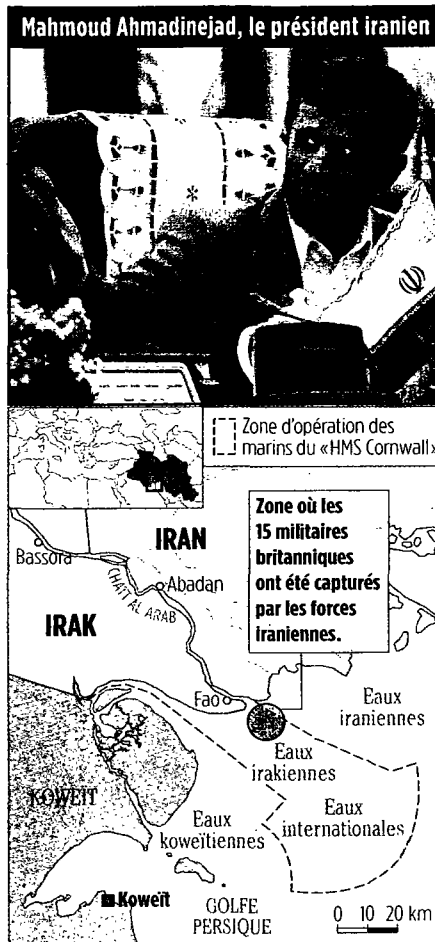 Mahmoud Ahmadinejad, le président iranien
Zone d'opération des
marins du «HMS Cornwall»
Zone où les
15 militaires
britanniques
ont été capturés
par les forces
iraniennes.
IRAN
Bassora
Abadan
CHATT AL ARAB
IRAK
Fao
Eaux
iraniennes
Eaux
irakiennes
KOWEÏT
Eaux
koweïtiennes
Eaux
internationales
Koweït
GOLFE
PERSIQUE
0 10 20 km